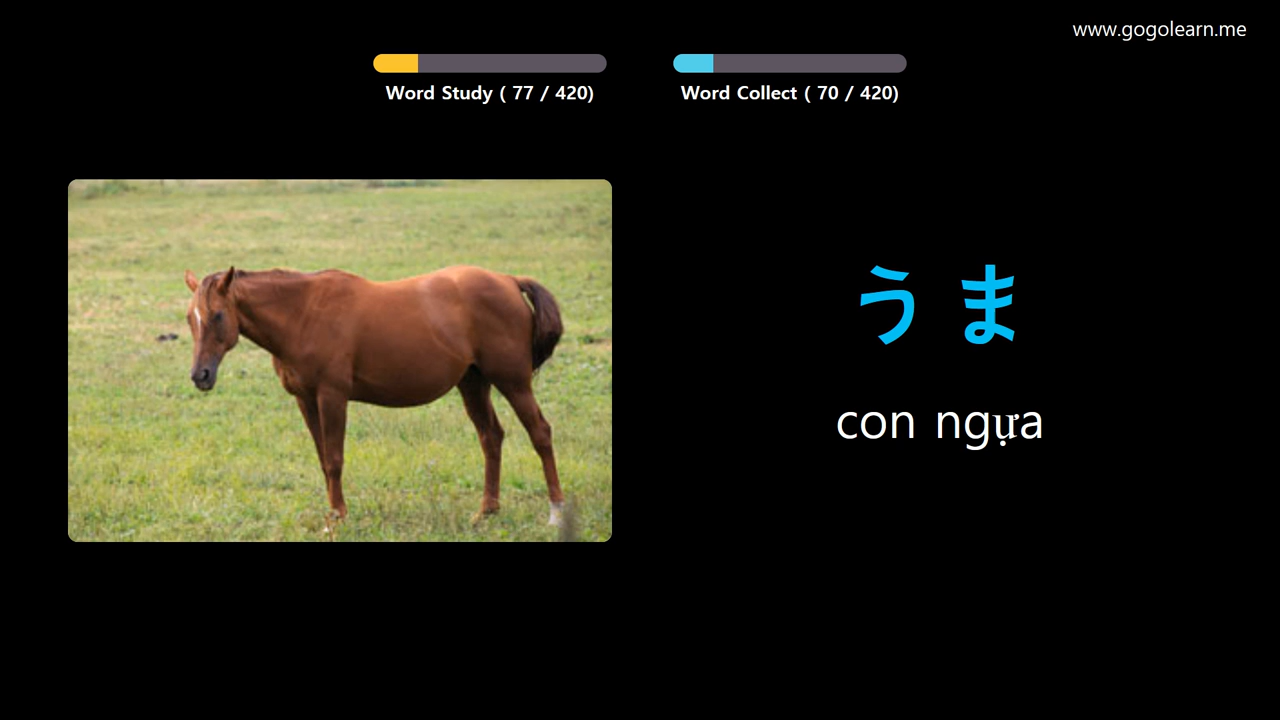 www.gogolearn.me
Word Study ( 77 / 420)
Word Collect ( 70 / 420)
うま
con ngựa